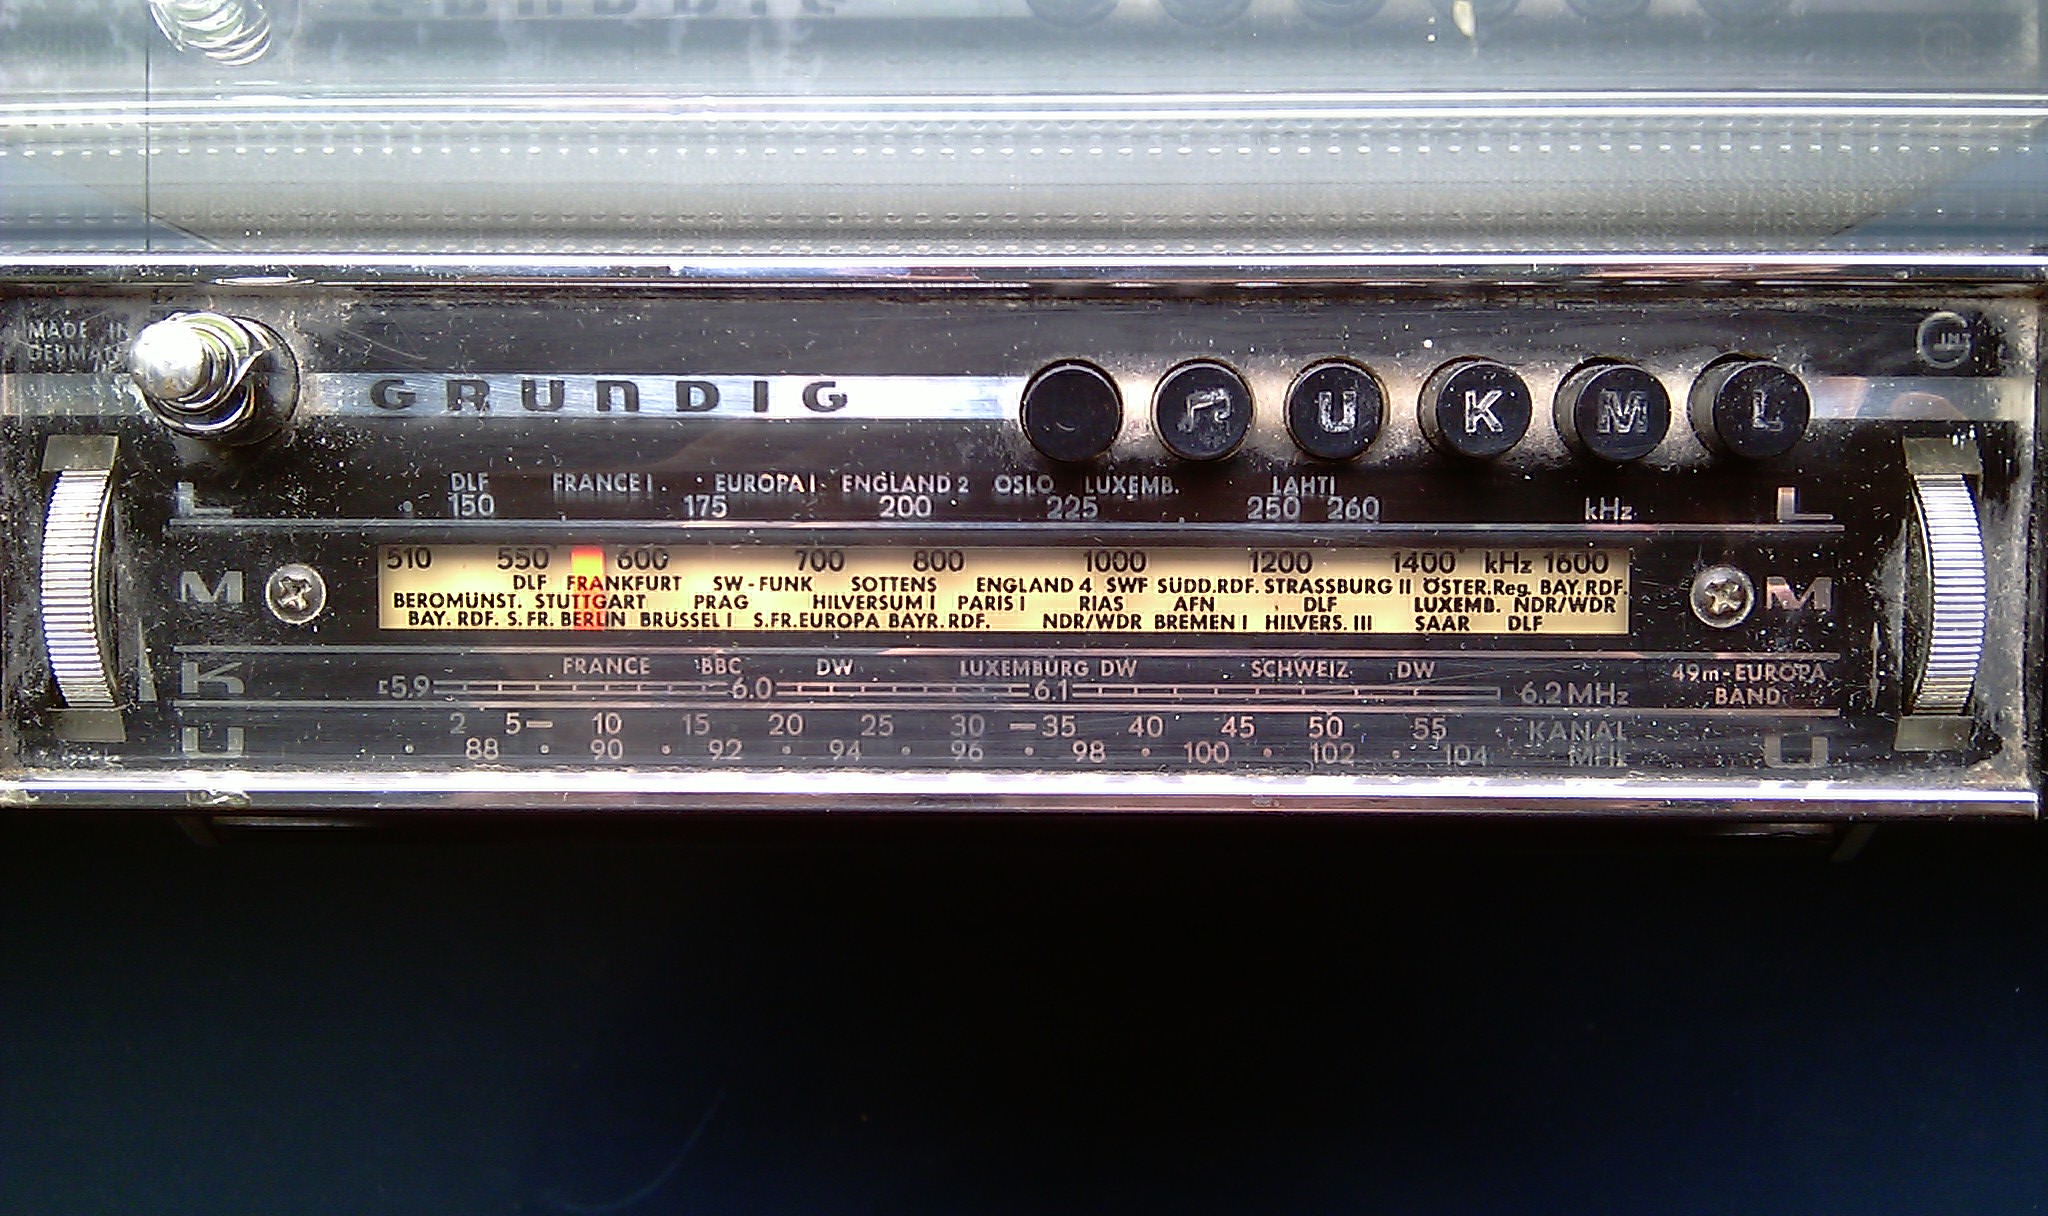 MADE IN
GERMANY
GRUNDIG
U K M L
DLF FRANCE I EUROPA I ENGLAND 2 OSLO LUXEMB. LAHTI
L 150 175 200 225 250 260 kHz L
510 550 600 700 800 1000 1200 1400 kHz 1600
DLF FRANKFURT SW-FUNK SOTTENS ENGLAND 4 SWF SÜDD.RDF. STRASSBURG II ÖSTER.Reg. BAY.RDF.
M BEROMÜNST. STUTTGART PRAG HILVERSUM I PARIS I RIAS AFN DLF LUXEMB. NDR/WDR M
BAY. RDF. S.FR. BERLIN BRÜSSEL I S.FR.EUROPA BAYR.RDF. NDR/WDR BREMEN I HILVERS. III SAAR DLF
FRANCE BBC DW LUXEMBURG DW SCHWEIZ DW 49m-EUROPA
K 5.9 6.0 6.1 6.2 MHz BAND
2 5 10 15 20 25 30 35 40 45 50 55 KANAL
U 88 90 92 94 96 98 100 102 104 MHz U